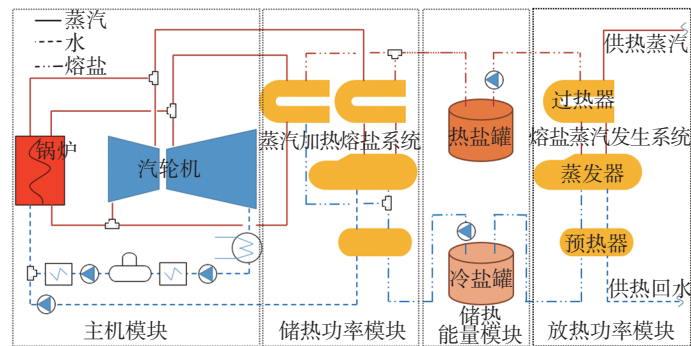 蒸汽
水
熔盐
供热蒸汽
过热器
锅炉
汽轮机
蒸汽加热熔盐系统
热盐罐
熔盐蒸汽发生系统
蒸发器
预热器
冷盐罐
供热回水
主机模块
储热功率模块
储热
能量模块
放热功率模块